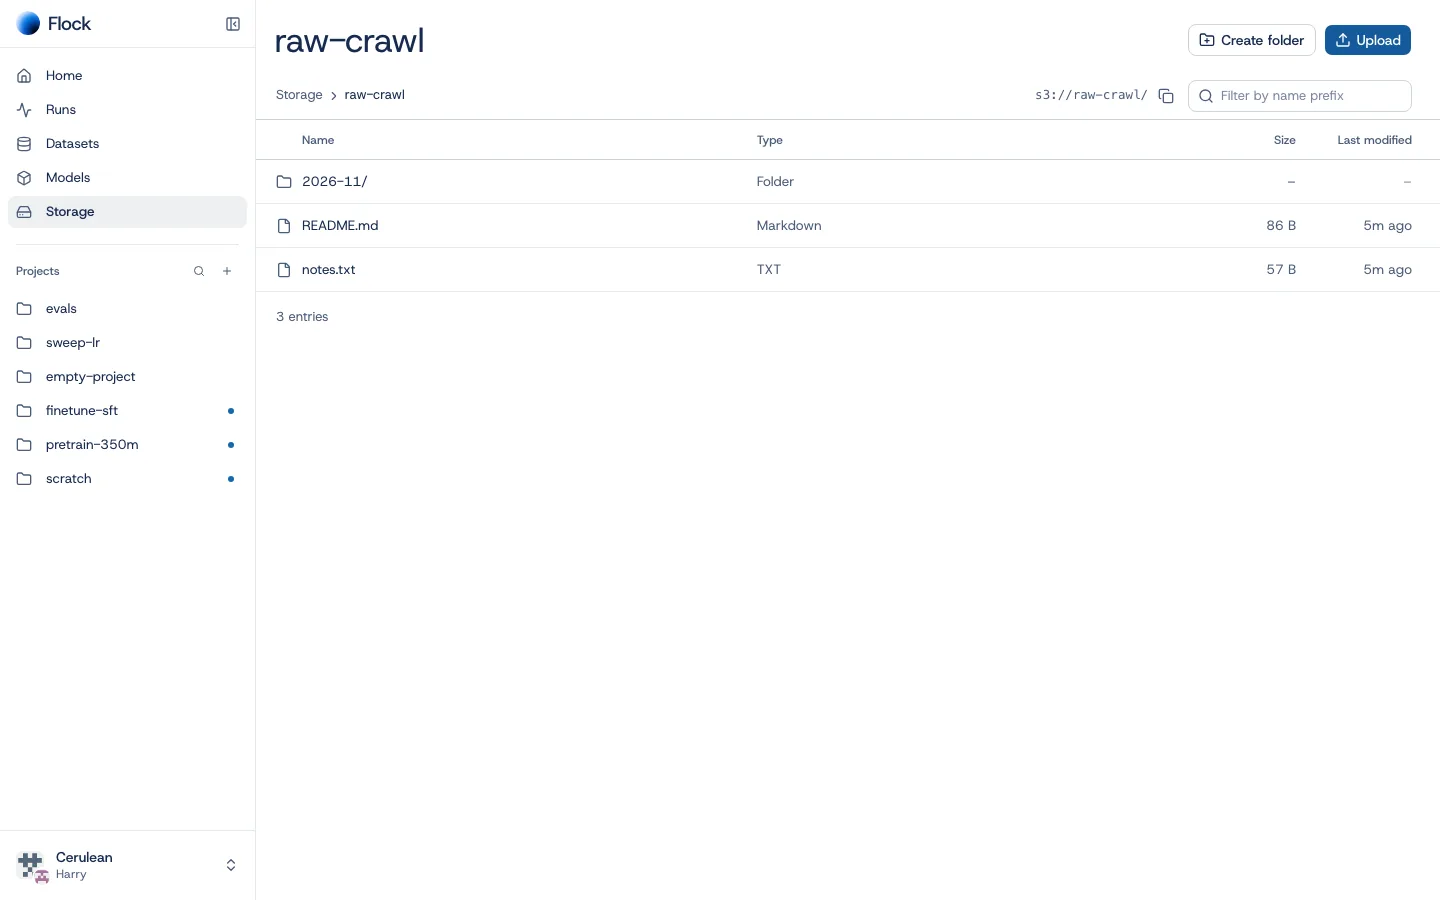 Flock
Home
Runs
Datasets
Models
Storage
Projects
evals
sweep-lr
empty-project
finetune-sft
pretrain-350m
scratch
Cerulean
Harry
raw-crawl
Create folder
Upload
Storage > raw-crawl
s3://raw-crawl/
Filter by name prefix
Name Type Size Last modified
2026-11/ Folder – –
README.md Markdown 86 B 5m ago
notes.txt TXT 57 B 5m ago
3 entries